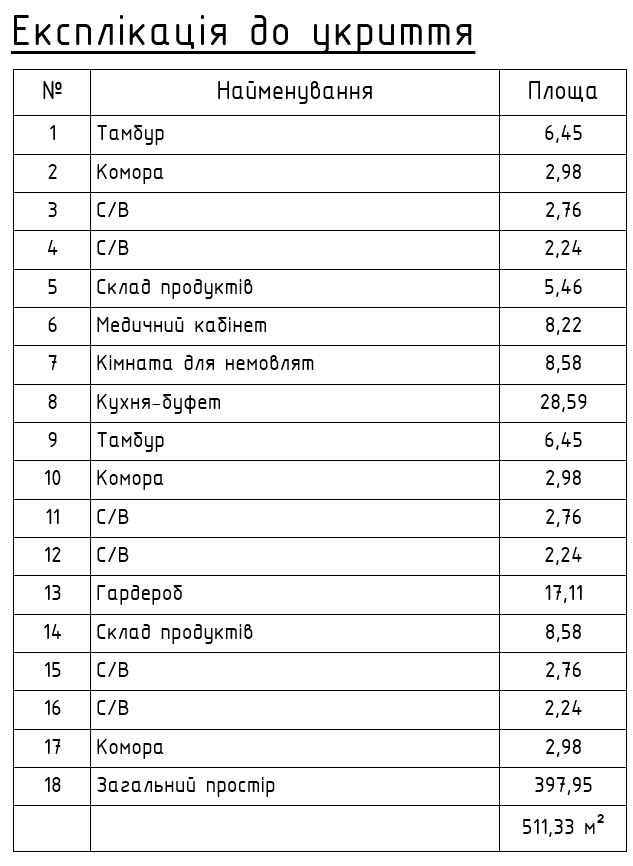 Експлікація до укриття
№ Найменування Площа
1 Тамбур 6,45
2 Комора 2,98
3 С/В 2,76
4 С/В 2,24
5 Склад продуктів 5,46
6 Медичний кабінет 8,22
7 Кімната для немовлят 8,58
8 Кухня-буфет 28,59
9 Тамбур 6,45
10 Комора 2,98
11 С/В 2,76
12 С/В 2,24
13 Гардероб 17,11
14 Склад продуктів 8,58
15 С/В 2,76
16 С/В 2,24
17 Комора 2,98
18 Загальний простір 397,95
511,33 м²